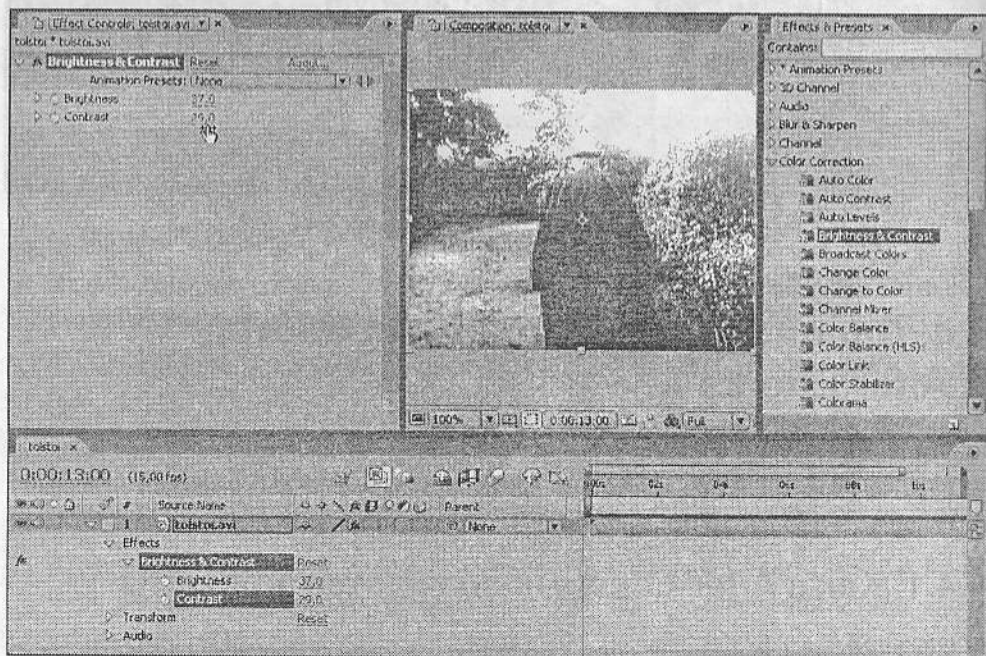 Effect Controls: tolstoi.avi
tolstoi * tolstoi.avi
fx Brightness & Contrast Reset About...
Animation Presets: None
Brightness 37,0
Contrast 29,0
Composition: tolstoi
100% 0:00:13:00 Full
Effects & Presets
Contains:
* Animation Presets
3D Channel
Audio
Blur & Sharpen
Channel
Color Correction
Auto Color
Auto Contrast
Auto Levels
Brightness & Contrast
Broadcast Colors
Change Color
Change to Color
Channel Mixer
Color Balance
Color Balance (HLS)
Color Link
Color Stabilizer
Colorama
tolstoi
0:00:13:00 (15,00 fps)
# Source Name Parent
1 tolstoi.avi None
Effects
fx Brightness & Contrast Reset
Brightness 37,0
Contrast 29,0
Transform Reset
Audio